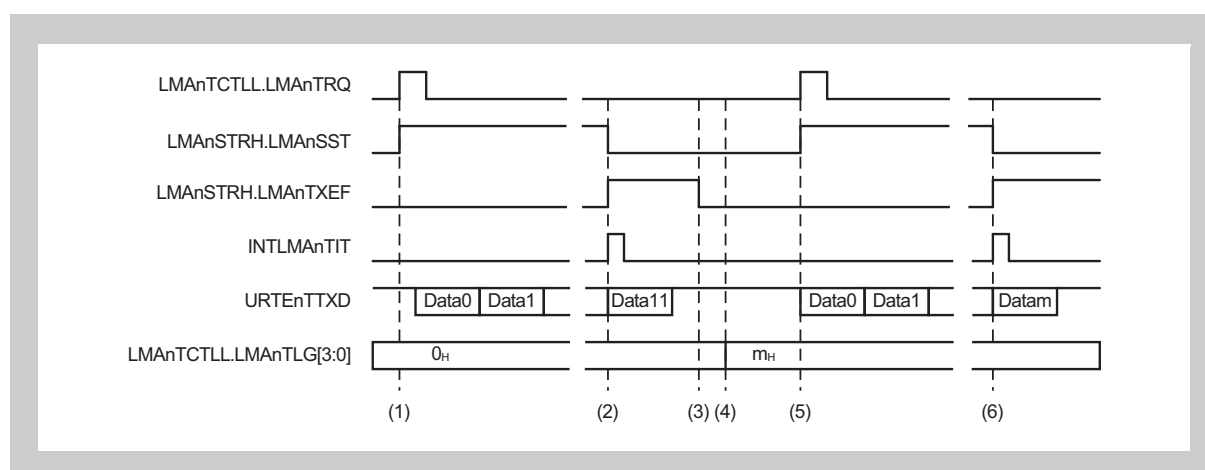 LMAnTCTLL.LMAnTRQ
LMAnSTRH.LMAnSST
LMAnSTRH.LMAnTXEF
INTLMAnTIT
URTEnTTXD Data0 Data1 Data11 Data0 Data1 Datam
LMAnTCTLL.LMAnTLG[3:0] 0H mH
(1) (2) (3) (4) (5) (6)